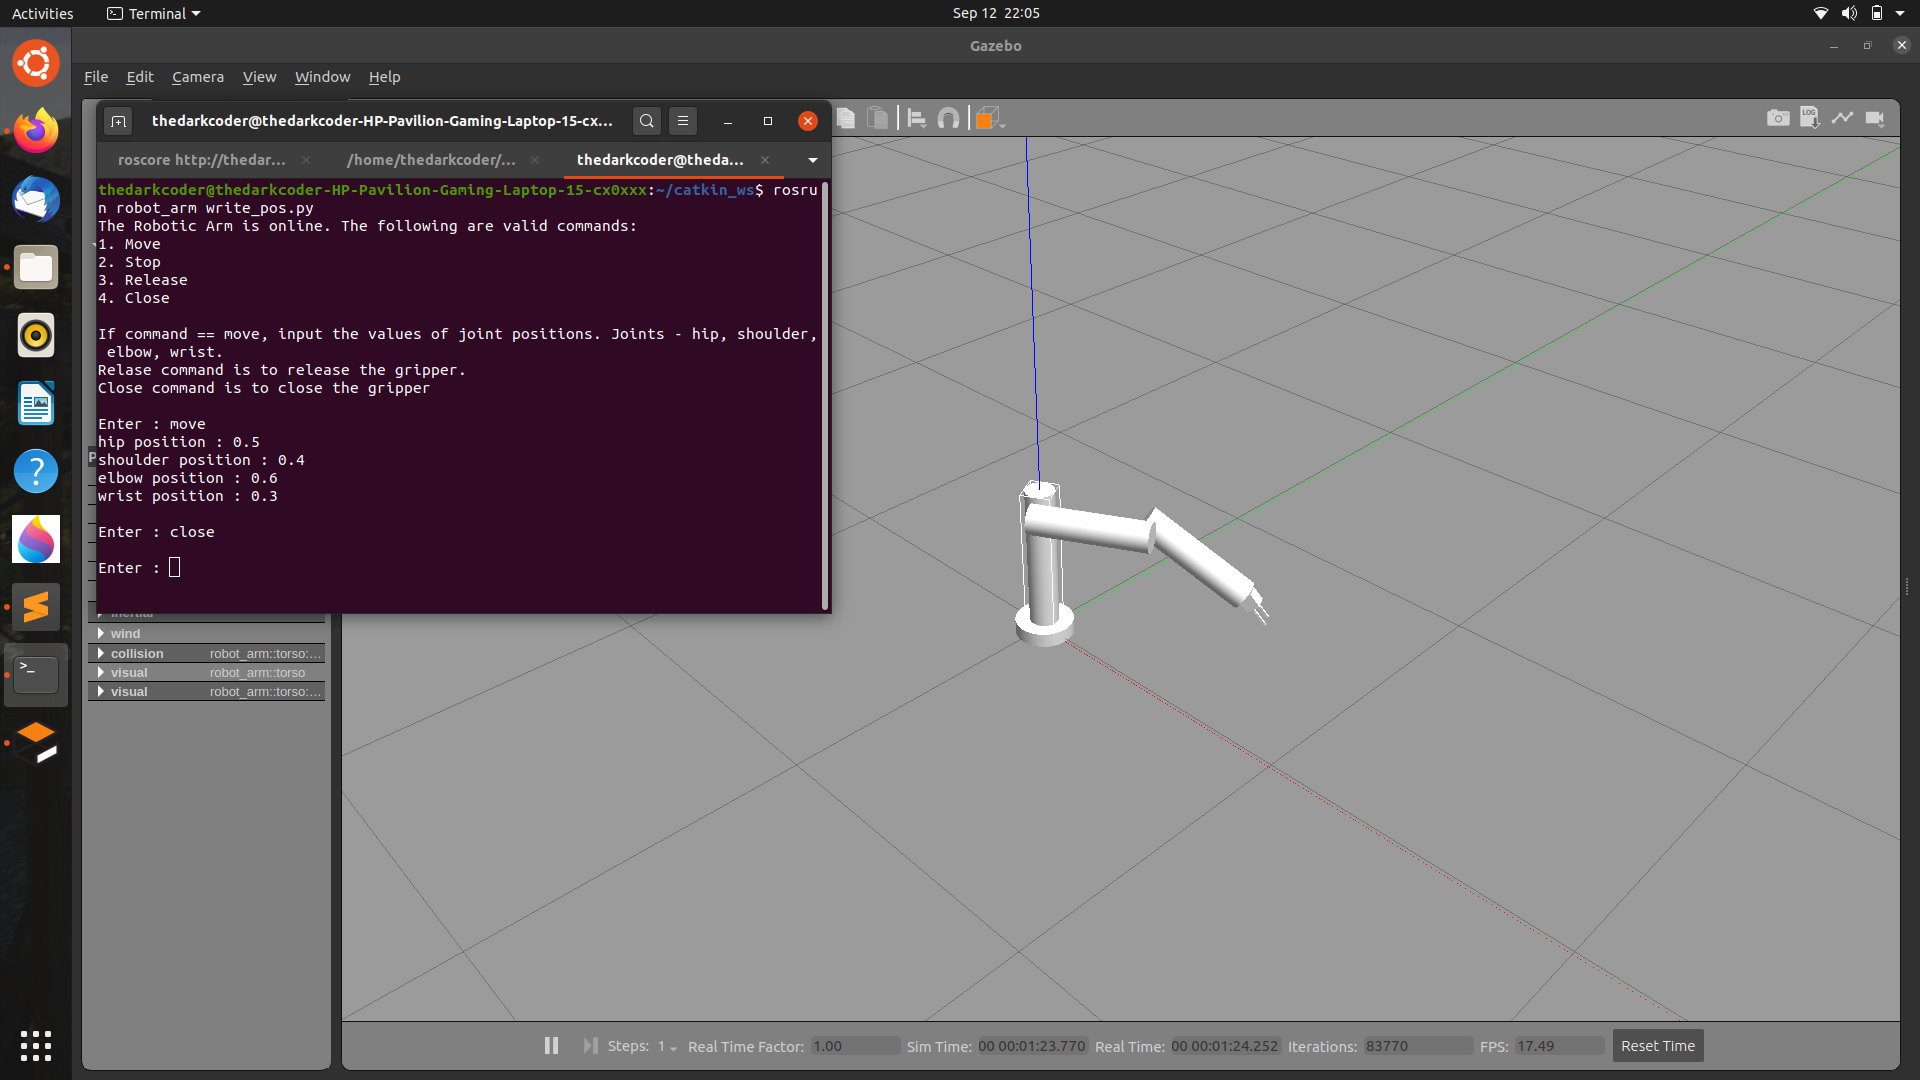 Activities
Terminal
Sep 12 22:05
Gazebo
File Edit Camera View Window Help
thedarkcoder@thedarkcoder-HP-Pavilion-Gaming-Laptop-15-cx...
roscore http://thedar...
/home/thedarkcoder/...
thedarkcoder@theda...
thedarkcoder@thedarkcoder-HP-Pavilion-Gaming-Laptop-15-cx0xxx:~/catkin_ws$ rosru
n robot_arm write_pos.py
The Robotic Arm is online. The following are valid commands:
1. Move
2. Stop
3. Release
4. Close
If command == move, input the values of joint positions. Joints - hip, shoulder,
elbow, wrist.
Relase command is to release the gripper.
Close command is to close the gripper
Enter : move
hip position : 0.5
shoulder position : 0.4
elbow position : 0.6
wrist position : 0.3
Enter : close
Enter :
wind
collision robot_arm::torso:...
visual robot_arm::torso
visual robot_arm::torso:...
LOG
Steps: 1 Real Time Factor: 1.00 Sim Time: 00 00:01:23.770 Real Time: 00 00:01:24.252 Iterations: 83770 FPS: 17.49 Reset Time